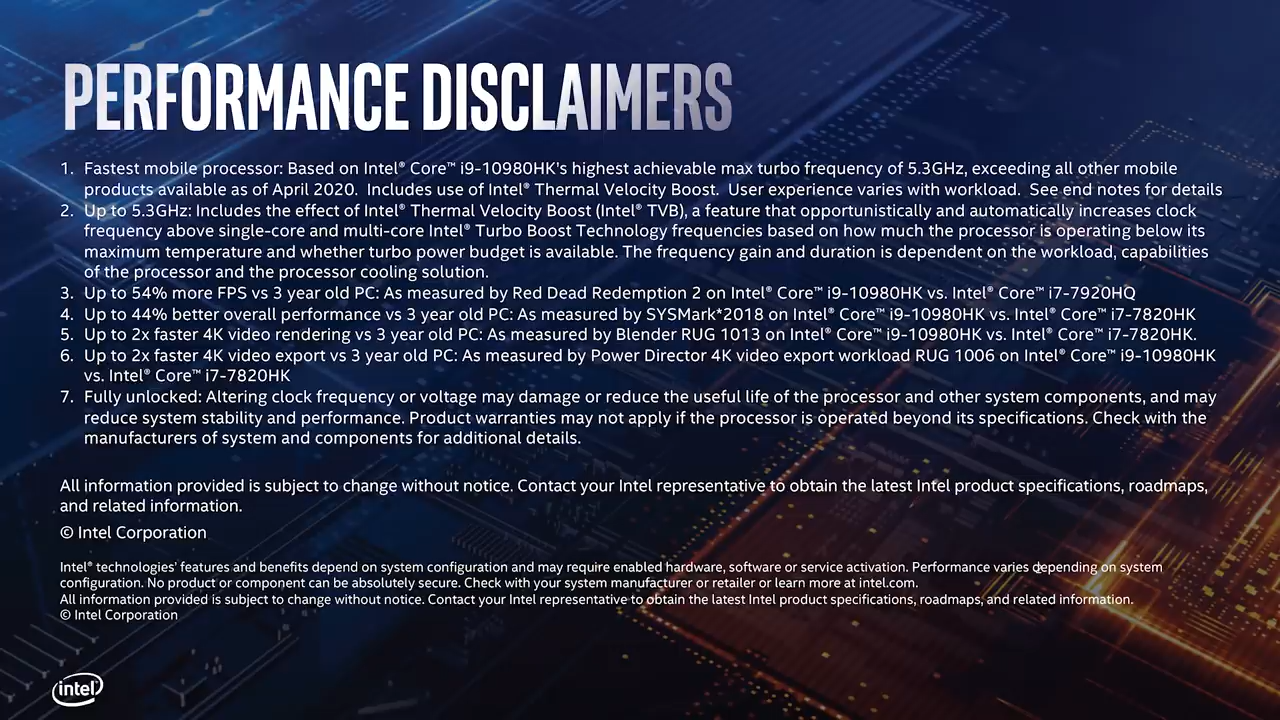 PERFORMANCE DISCLAIMERS
1. Fastest mobile processor: Based on Intel® Core™ i9-10980HK's highest achievable max turbo frequency of 5.3GHz, exceeding all other mobile
products available as of April 2020. Includes use of Intel® Thermal Velocity Boost. User experience varies with workload. See end notes for details
2. Up to 5.3GHz: Includes the effect of Intel® Thermal Velocity Boost (Intel® TVB), a feature that opportunistically and automatically increases clock
frequency above single-core and multi-core Intel® Turbo Boost Technology frequencies based on how much the processor is operating below its
maximum temperature and whether turbo power budget is available. The frequency gain and duration is dependent on the workload, capabilities
of the processor and the processor cooling solution.
3. Up to 54% more FPS vs 3 year old PC: As measured by Red Dead Redemption 2 on Intel® Core™ i9-10980HK vs. Intel® Core™ i7-7920HQ
4. Up to 44% better overall performance vs 3 year old PC: As measured by SYSMark*2018 on Intel® Core™ i9-10980HK vs. Intel® Core™ i7-7820HK
5. Up to 2x faster 4K video rendering vs 3 year old PC: As measured by Blender RUG 1013 on Intel® Core™ i9-10980HK vs. Intel® Core™ i7-7820HK.
6. Up to 2x faster 4K video export vs 3 year old PC: As measured by Power Director 4K video export workload RUG 1006 on Intel® Core™ i9-10980HK
vs. Intel® Core™ i7-7820HK
7. Fully unlocked: Altering clock frequency or voltage may damage or reduce the useful life of the processor and other system components, and may
reduce system stability and performance. Product warranties may not apply if the processor is operated beyond its specifications. Check with the
manufacturers of system and components for additional details.
All information provided is subject to change without notice. Contact your Intel representative to obtain the latest Intel product specifications, roadmaps,
and related information.
© Intel Corporation
Intel® technologies' features and benefits depend on system configuration and may require enabled hardware, software or service activation. Performance varies depending on system
configuration. No product or component can be absolutely secure. Check with your system manufacturer or retailer or learn more at intel.com.
All information provided is subject to change without notice. Contact your Intel representative to obtain the latest Intel product specifications, roadmaps, and related information.
© Intel Corporation
intel